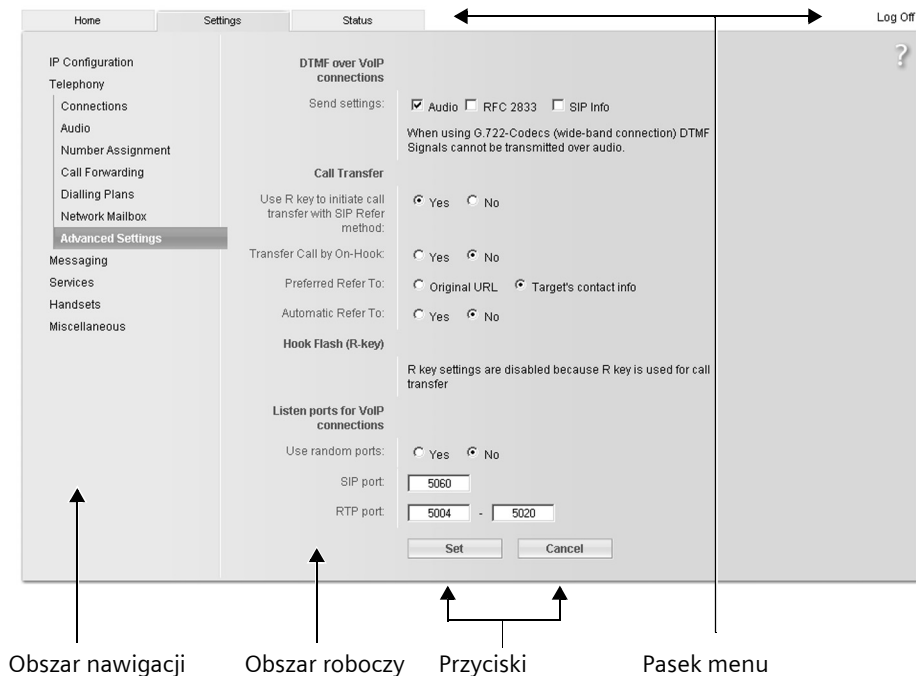 Home Settings Status Log Off
?
IP Configuration
Telephony
Connections
Audio
Number Assignment
Call Forwarding
Dialling Plans
Network Mailbox
Advanced Settings
Messaging
Services
Handsets
Miscellaneous
DTMF over VoIP
connections
Send settings: Audio RFC 2833 SIP Info
When using G.722-Codecs (wide-band connection) DTMF
Signals cannot be transmitted over audio.
Call Transfer
Use R key to initiate call
transfer with SIP Refer
method:
Yes No
Transfer Call by On-Hook: Yes No
Preferred Refer To: Original URL Target's contact info
Automatic Refer To: Yes No
Hook Flash (R-key)
R key settings are disabled because R key is used for call
transfer
Listen ports for VoIP
connections
Use random ports: Yes No
SIP port: 5060
RTP port: 5004 - 5020
Set Cancel
Obszar nawigacji Obszar roboczy Przyciski Pasek menu